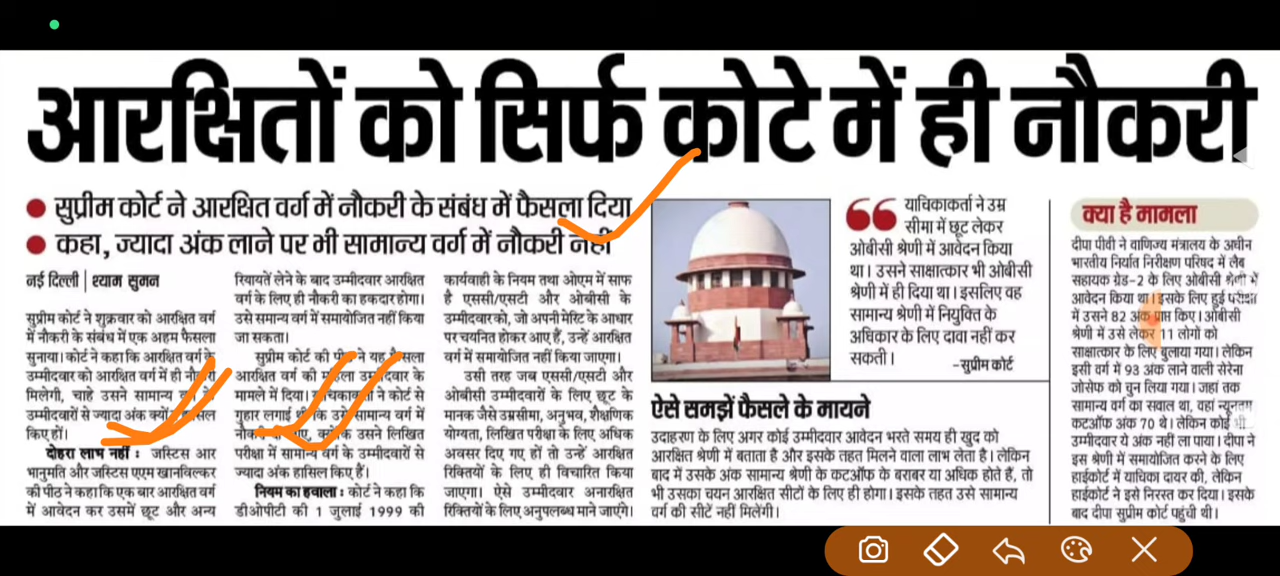 आरक्षितों को सिर्फ कोटे में ही नौकरी
सुप्रीम कोर्ट ने आरक्षित वर्ग में नौकरी के संबंध में फैसला दिया
कहा, ज्यादा अंक लाने पर भी सामान्य वर्ग में नौकरी नहीं
नई दिल्ली | श्याम सुमन
सुप्रीम कोर्ट ने शुक्रवार को आरक्षित वर्ग
में नौकरी के संबंध में एक अहम फैसला
सुनाया। कोर्ट ने कहा कि आरक्षित वर्ग के
उम्मीदवार को आरक्षित वर्ग में ही नौकरी
मिलेगी, चाहे उसने सामान्य वर्ग के
उम्मीदवारों से ज्यादा अंक क्यों हासिल
किए हों।
दोहरा लाभ नहीं : जस्टिस आर
भानुमति और जस्टिस एएम खानविल्कर
की पीठ ने कहा कि एक बार आरक्षित वर्ग
में आवेदन कर उसमें छूट और अन्य
रियायतें लेने के बाद उम्मीदवार आरक्षित
वर्ग के लिए ही नौकरी का हकदार होगा।
उसे समान्य वर्ग में समायोजित नहीं किया
जा सकता।
सुप्रीम कोर्ट की पीठ ने यह फैसला
आरक्षित वर्ग की महिला उम्मीदवार के
मामले में दिया। याचिकाकर्ता ने कोर्ट से
गुहार लगाई थी कि उसे सामान्य वर्ग में
नौकरी दी जाए, क्योंकि उसने लिखित
परीक्षा में सामान्य वर्ग के उम्मीदवारों से
ज्यादा अंक हासिल किए हैं।
नियम का हवाला : कोर्ट ने कहा कि
डीओपीटी की 1 जुलाई 1999 की
कार्यवाही के नियम तथा ओएम में साफ
है एससी/एसटी और ओबीसी के
उम्मीदवार को, जो अपनी मेरिट के आधार
पर चयनित होकर आए हैं, उन्हें आरक्षित
वर्ग में समायोजित नहीं किया जाएगा।
उसी तरह जब एससी/एसटी और
ओबीसी उम्मीदवारों के लिए छूट के
मानक जैसे उम्रसीमा, अनुभव, शैक्षणिक
योग्यता, लिखित परीक्षा के लिए अधिक
अवसर दिए गए हों तो उन्हें आरक्षित
रिक्तियों के लिए ही विचारित किया
जाएगा। ऐसे उम्मीदवार अनारक्षित
रिक्तियों के लिए अनुपलब्ध माने जाएंगे।
याचिकाकर्ता ने उम्र
सीमा में छूट लेकर
ओबीसी श्रेणी में आवेदन किया
था। उसने साक्षात्कार भी ओबीसी
श्रेणी में ही दिया था। इसलिए वह
सामान्य श्रेणी में नियुक्ति के
अधिकार के लिए दावा नहीं कर
सकती।
–सुप्रीम कोर्ट
ऐसे समझें फैसले के मायने
उदाहरण के लिए अगर कोई उम्मीदवार आवेदन भरते समय ही खुद को
आरक्षित श्रेणी में बताता है और इसके तहत मिलने वाला लाभ लेता है। लेकिन
बाद में उसके अंक सामान्य श्रेणी के कटऑफ के बराबर या अधिक होते हैं, तो
भी उसका चयन आरक्षित सीटों के लिए ही होगा। इसके तहत उसे सामान्य
वर्ग की सीटें नहीं मिलेंगी।
क्या है मामला
दीपा पीवी ने वाणिज्य मंत्रालय के अधीन
भारतीय निर्यात निरीक्षण परिषद में लैब
सहायक ग्रेड-2 के लिए ओबीसी श्रेणी में
आवेदन किया था। इसके लिए हुई परीक्षा
में उसने 82 अंक प्राप्त किए। ओबीसी
श्रेणी में उसे लेकर 11 लोगों को
साक्षात्कार के लिए बुलाया गया। लेकिन
इसी वर्ग में 93 अंक लाने वाली सेरेना
जोसेफ को चुन लिया गया। जहां तक
सामान्य वर्ग का सवाल था, वहां न्यूनतम
कटऑफ अंक 70 थे। लेकिन कोई भी
उम्मीदवार ये अंक नहीं ला पाया। दीपा ने
इस श्रेणी में समायोजित करने के लिए
हाईकोर्ट में याचिका दायर की, लेकिन
हाईकोर्ट ने इसे निरस्त कर दिया। इसके
बाद दीपा सुप्रीम कोर्ट पहुंची थी।